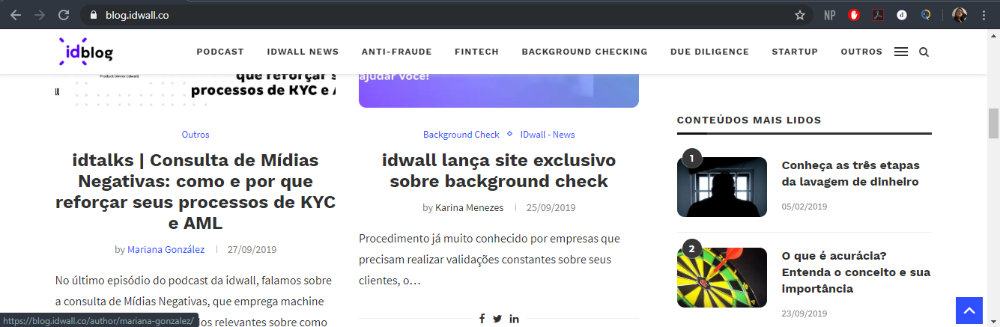 blog.idwall.co
NP
idblog
PODCAST
IDWALL NEWS
ANTI-FRAUDE
FINTECH
BACKGROUND CHECKING
DUE DILIGENCE
STARTUP
OUTROS
Product Owner (idwall)
que reforçar s
processos de KYC e A
ajudar você!
Outros
idtalks | Consulta de Mídias
Negativas: como e por que
reforçar seus processos de KYC
e AML
by Mariana González 27/09/2019
No último episódio do podcast da idwall, falamos sobre
a consulta de Mídias Negativas, que emprega machine
dos relevantes sobre como
Background Check IDwall - News
idwall lança site exclusivo
sobre background check
by Karina Menezes 25/09/2019
Procedimento já muito conhecido por empresas que
precisam realizar validações constantes sobre seus
clientes, o…
CONTEÚDOS MAIS LIDOS
1
Conheça as três etapas
da lavagem de dinheiro
05/02/2019
2
O que é acurácia?
Entenda o conceito e sua
importância
23/09/2019
https://blog.idwall.co/author/mariana-gonzalez/